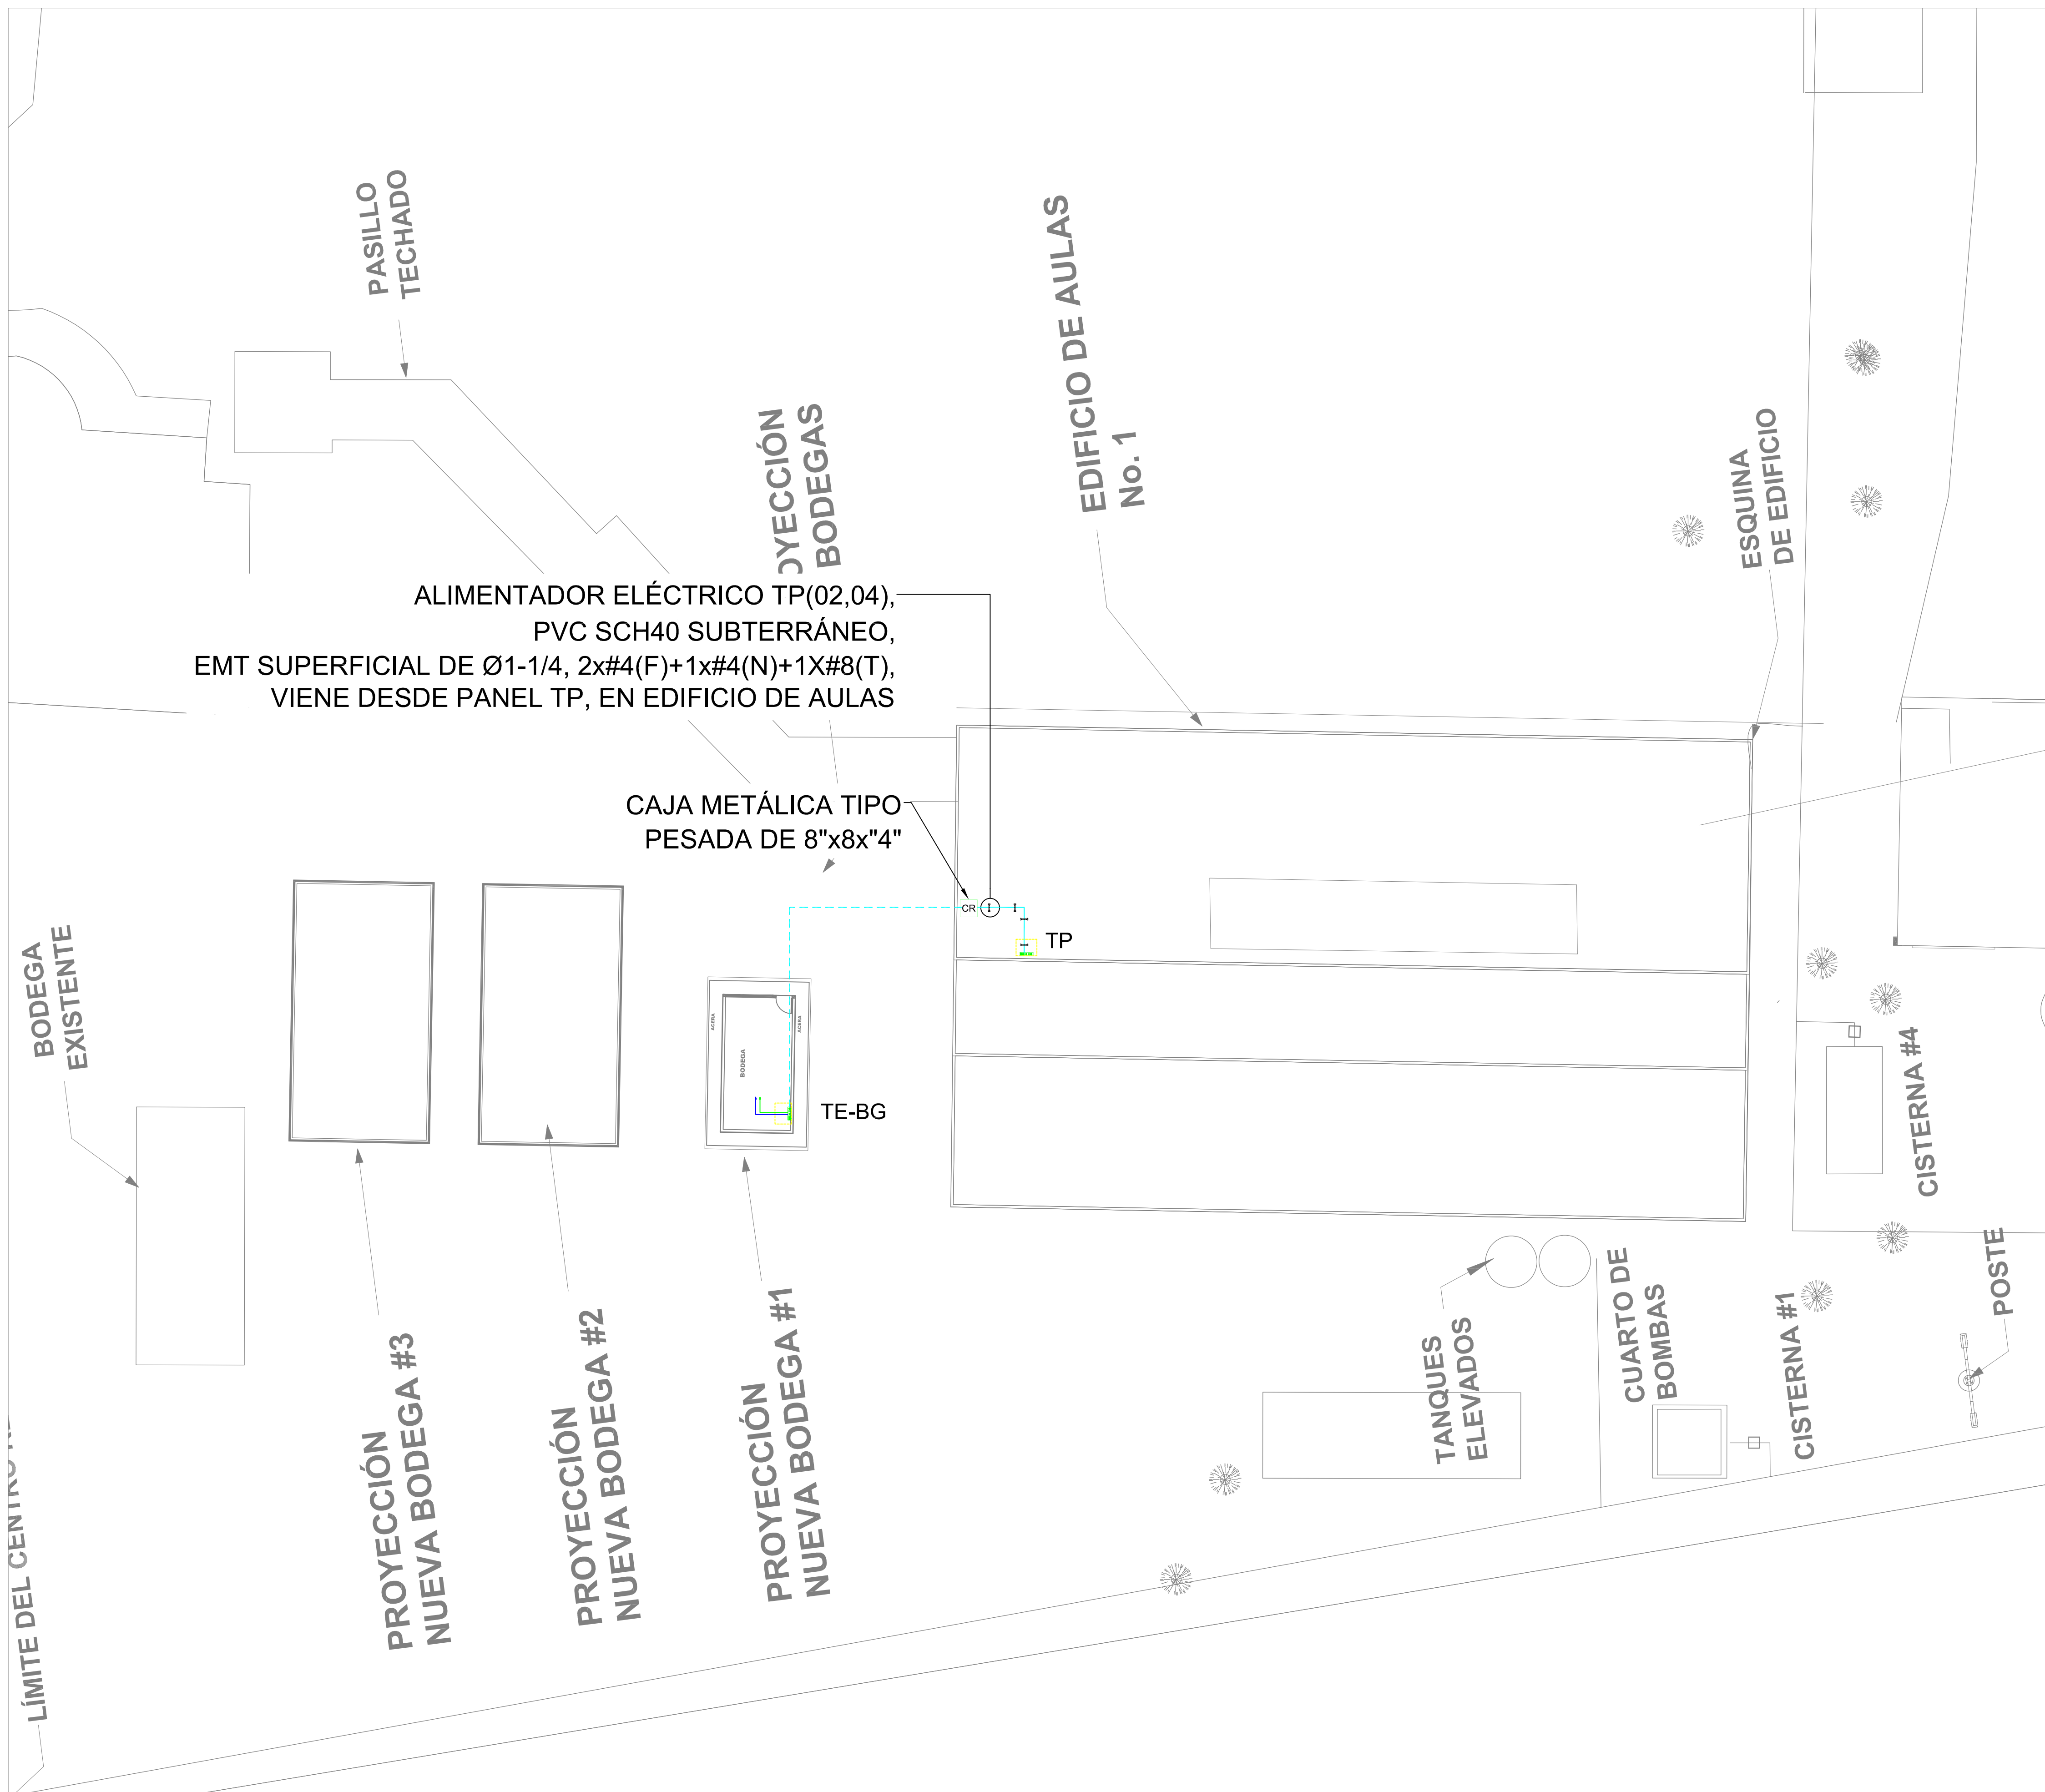 PASILLO
TECHADO
OYECCIÓN
BODEGAS
EDIFICIO DE AULAS
No. 1
ESQUINA
DE EDIFICIO
ALIMENTADOR ELÉCTRICO TP(02,04),
PVC SCH40 SUBTERRÁNEO,
EMT SUPERFICIAL DE Ø1-1/4, 2x#4(F)+1x#4(N)+1X#8(T),
VIENE DESDE PANEL TP, EN EDIFICIO DE AULAS
CAJA METÁLICA TIPO
PESADA DE 8"x8x"4"
CR
I
TP
BODEGA
EXISTENTE
ACERA
BODEGA
ACERA
TE-BG
CISTERNA #4
PROYECCIÓN
NUEVA BODEGA #3
PROYECCIÓN
NUEVA BODEGA #2
PROYECCIÓN
NUEVA BODEGA #1
TANQUES
ELEVADOS
CUARTO DE
BOMBAS
CISTERNA #1
POSTE
LÍMITE DEL CENTRO